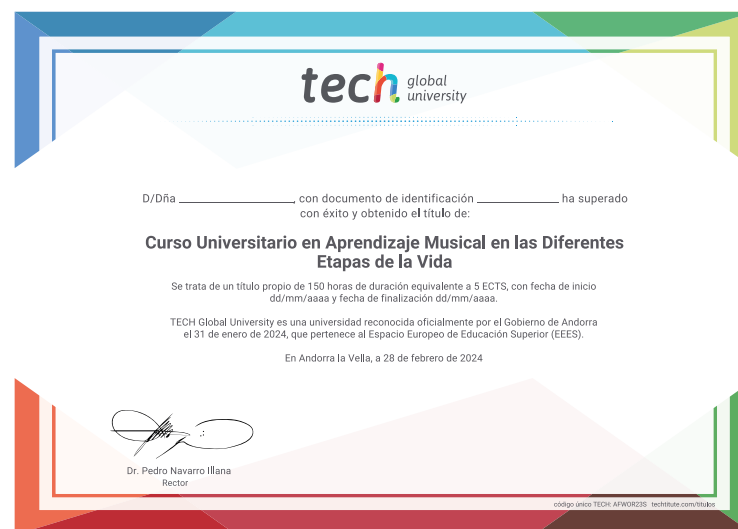 tech global university
D/Dña ____________________, con documento de identificación ______________ ha superado
con éxito y obtenido el título de:
Curso Universitario en Aprendizaje Musical en las Diferentes
Etapas de la Vida
Se trata de un título propio de 150 horas de duración equivalente a 5 ECTS, con fecha de inicio
dd/mm/aaaa y fecha de finalización dd/mm/aaaa.
TECH Global University es una universidad reconocida oficialmente por el Gobierno de Andorra
el 31 de enero de 2024, que pertenece al Espacio Europeo de Educación Superior (EEES).
En Andorra la Vella, a 28 de febrero de 2024
Dr. Pedro Navarro Illana
Rector
código único TECH: AFWOR23S techtitute.com/titulos